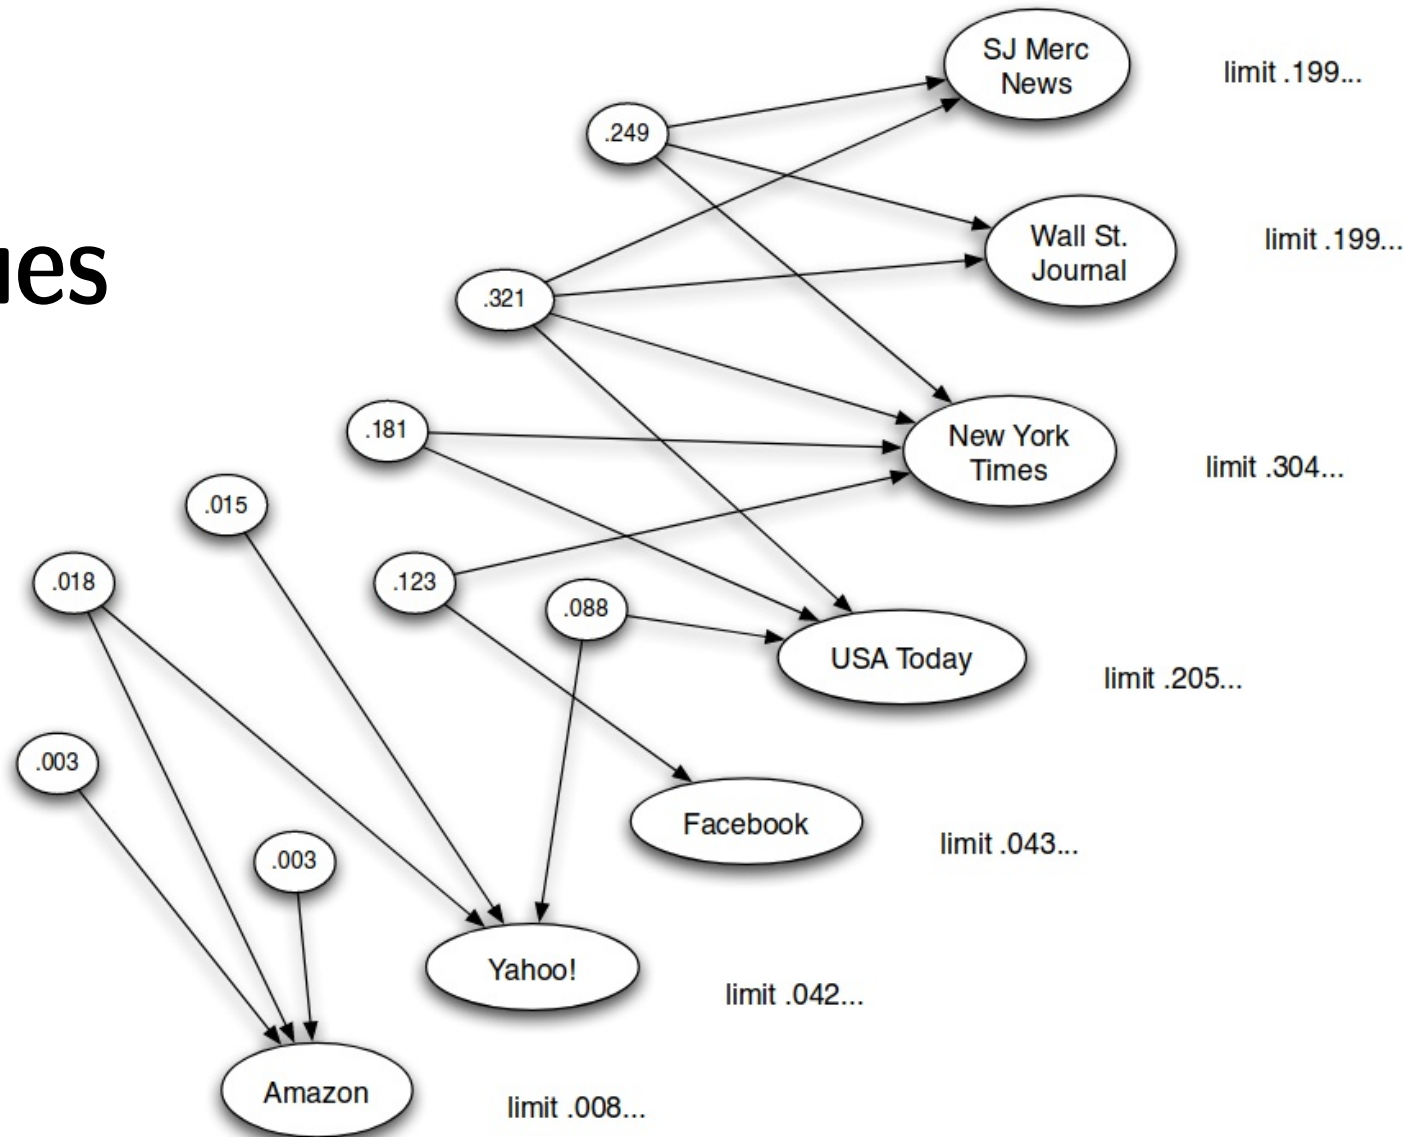 SJ Merc
News
limit .199...
.249
Wall St.
Journal
limit .199...
ues
.321
.181
New York
Times
limit .304...
.015
.018
.123
.088
USA Today
limit .205...
.003
Facebook
limit .043...
.003
Yahoo!
limit .042...
Amazon
limit .008...